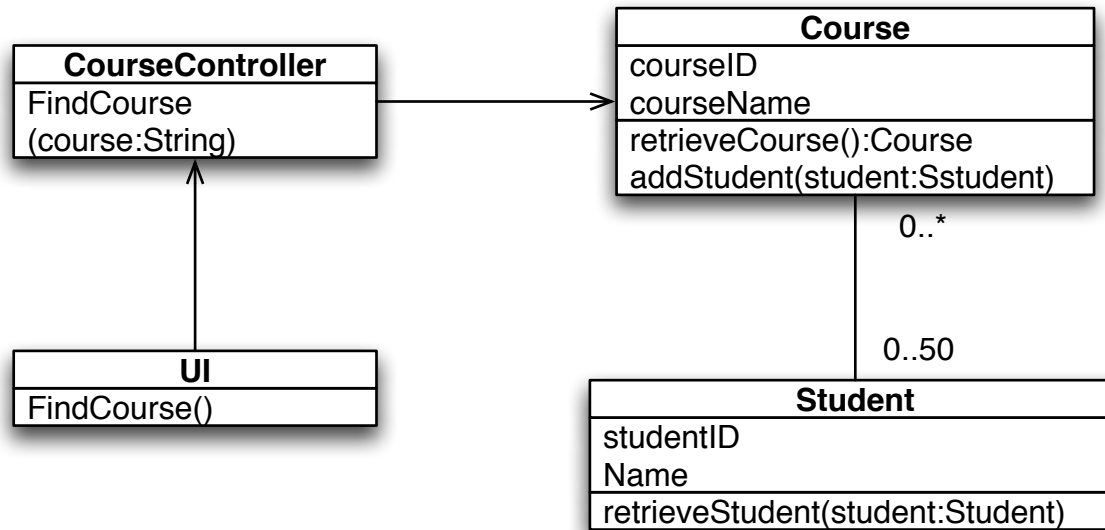 CourseController
FindCourse
(course:String)
Course
courseID
courseName
retrieveCourse():Course
addStudent(student:Sstudent)
0..*
0..50
UI
FindCourse()
Student
studentID
Name
retrieveStudent(student:Student)